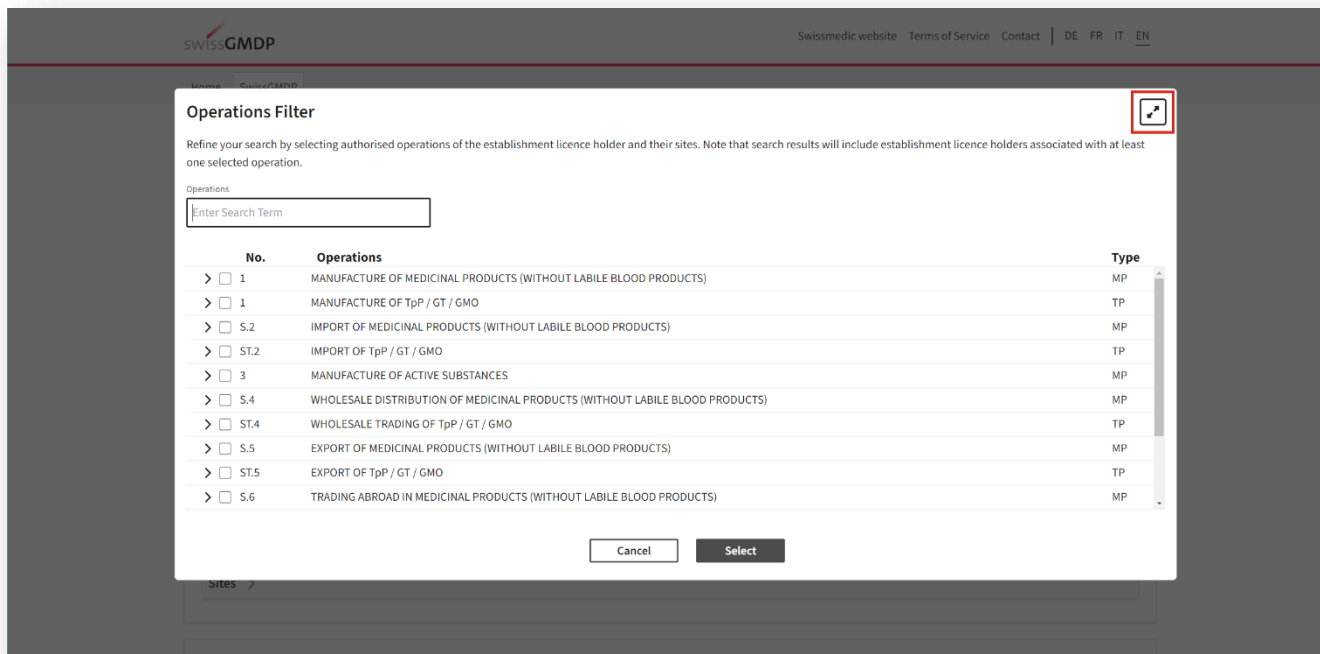 swissGMDP
Swissmedic website Terms of Service Contact DE FR IT EN
Home SwissGMDP
Operations Filter
Refine your search by selecting authorised operations of the establishment licence holder and their sites. Note that search results will include establishment licence holders associated with at least
one selected operation.
Operations
Enter Search Term
No. Operations Type
1 MANUFACTURE OF MEDICINAL PRODUCTS (WITHOUT LABILE BLOOD PRODUCTS) MP
1 MANUFACTURE OF TpP / GT / GMO TP
S.2 IMPORT OF MEDICINAL PRODUCTS (WITHOUT LABILE BLOOD PRODUCTS) MP
ST.2 IMPORT OF TpP / GT / GMO TP
3 MANUFACTURE OF ACTIVE SUBSTANCES MP
S.4 WHOLESALE DISTRIBUTION OF MEDICINAL PRODUCTS (WITHOUT LABILE BLOOD PRODUCTS) MP
ST.4 WHOLESALE TRADING OF TpP / GT / GMO TP
S.5 EXPORT OF MEDICINAL PRODUCTS (WITHOUT LABILE BLOOD PRODUCTS) MP
ST.5 EXPORT OF TpP / GT / GMO TP
S.6 TRADING ABROAD IN MEDICINAL PRODUCTS (WITHOUT LABILE BLOOD PRODUCTS) MP
Cancel Select
Sites